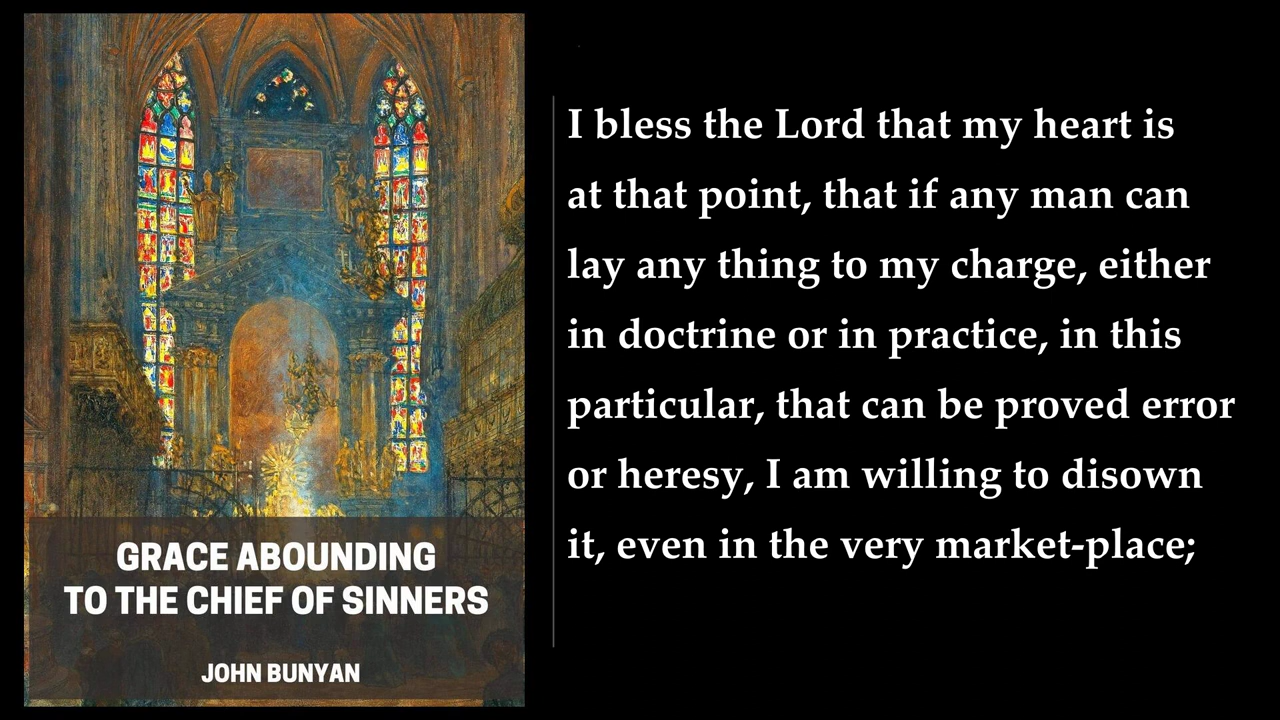 GRACE ABOUNDING
TO THE CHIEF OF SINNERS
JOHN BUNYAN
I bless the Lord that my heart is
at that point, that if any man can
lay any thing to my charge, either
in doctrine or in practice, in this
particular, that can be proved error
or heresy, I am willing to disown
it, even in the very market-place;